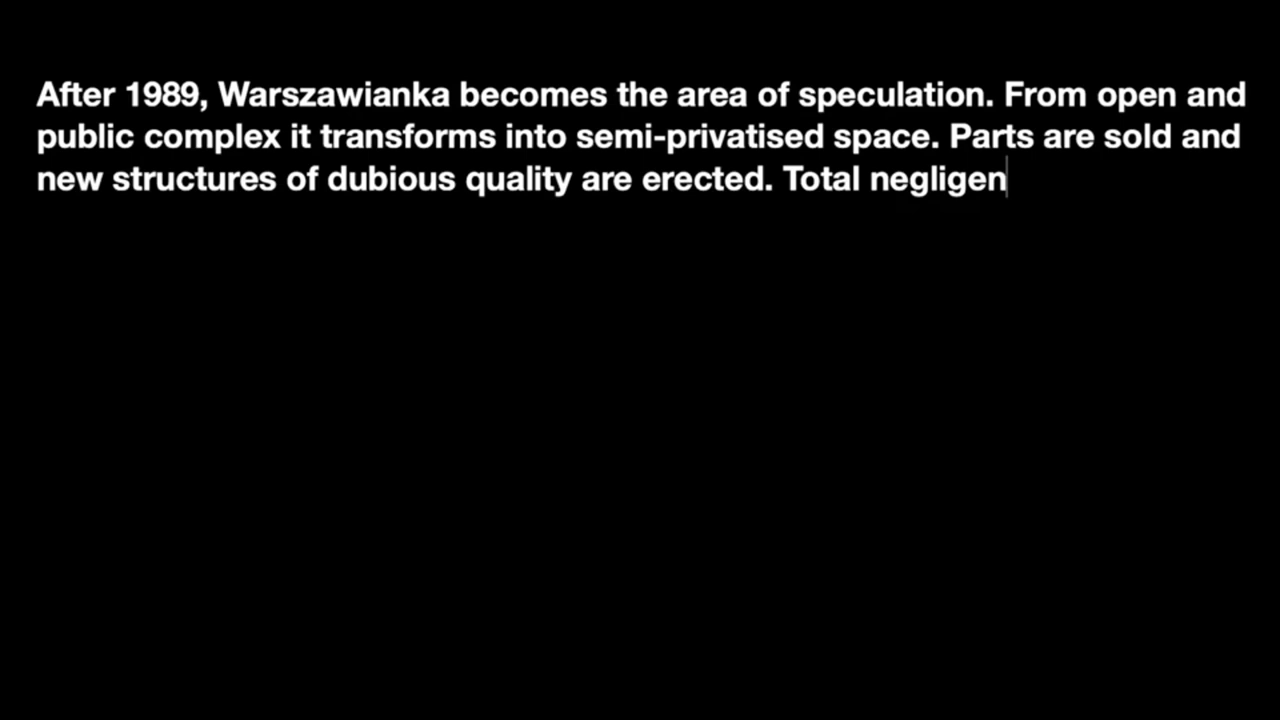 After 1989, Warszawianka becomes the area of speculation. From open and
public complex it transforms into semi-privatised space. Parts are sold and
new structures of dubious quality are erected. Total negligen